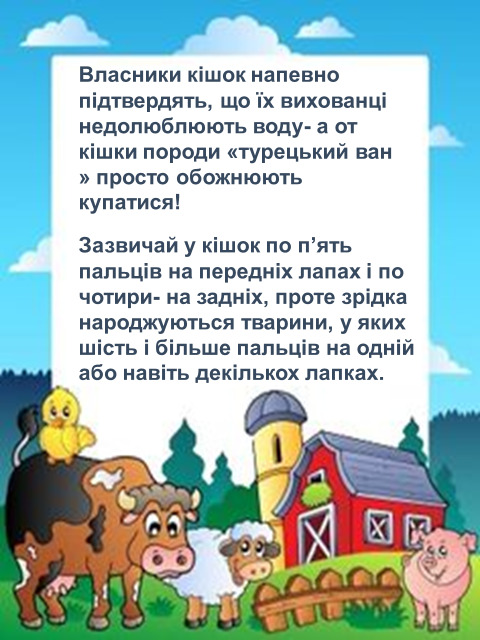 Власники кішок напевно
підтвердять, що їх вихованці
недолюблюють воду- а от
кішки породи «турецький ван
» просто обожнюють
купатися!
Зазвичай у кішок по п’ять
пальців на передніх лапах і по
чотири- на задніх, проте зрідка
народжуються тварини, у яких
шість і більше пальців на одній
або навіть декількох лапках.